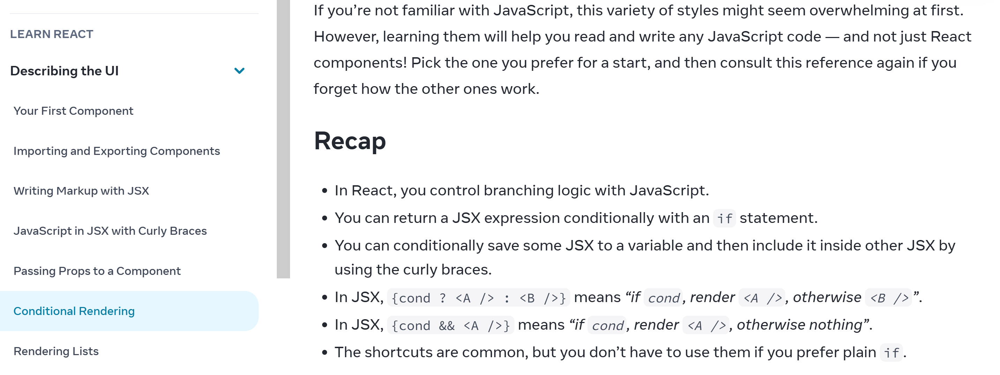 LEARN REACT
Describing the UI
Your First Component
Importing and Exporting Components
Writing Markup with JSX
JavaScript in JSX with Curly Braces
Passing Props to a Component
Conditional Rendering
Rendering Lists
If you’re not familiar with JavaScript, this variety of styles might seem overwhelming at first.
However, learning them will help you read and write any JavaScript code — and not just React
components! Pick the one you prefer for a start, and then consult this reference again if you
forget how the other ones work.
Recap
• In React, you control branching logic with JavaScript.
• You can return a JSX expression conditionally with an if statement.
• You can conditionally save some JSX to a variable and then include it inside other JSX by
using the curly braces.
• In JSX, {cond ? <A /> : <B />} means “if cond, render <A />, otherwise <B />”.
• In JSX, {cond && <A />} means “if cond, render <A />, otherwise nothing”.
• The shortcuts are common, but you don’t have to use them if you prefer plain if.